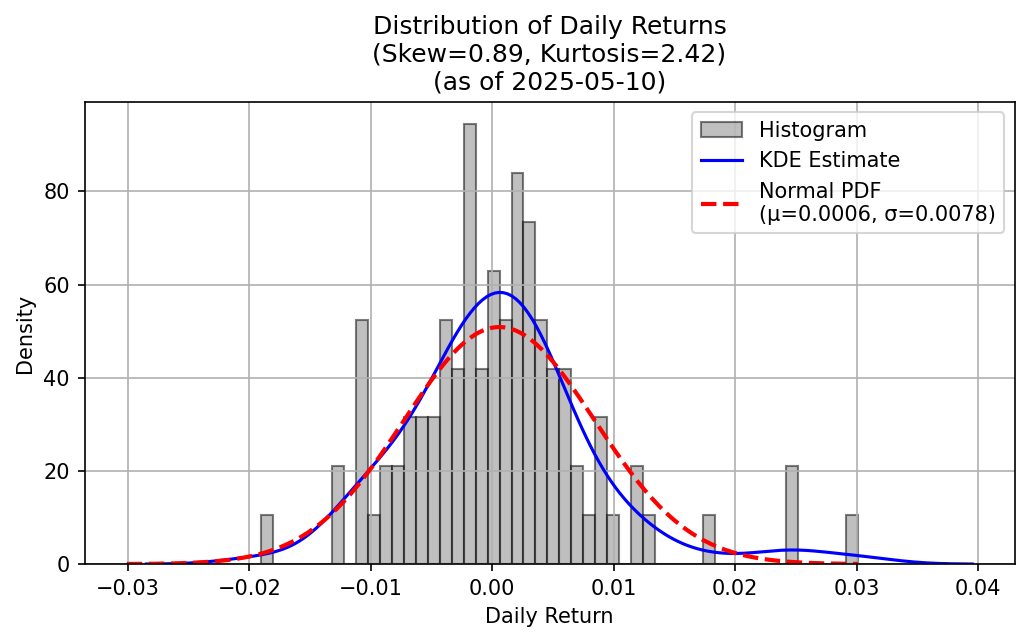 Distribution of Daily Returns
(Skew=0.89, Kurtosis=2.42)
(as of 2025-05-10)
Histogram
KDE Estimate
Normal PDF
(μ=0.0006, σ=0.0078)
Density
80
60
40
20
0
−0.03 −0.02 −0.01 0.00 0.01 0.02 0.03 0.04
Daily Return